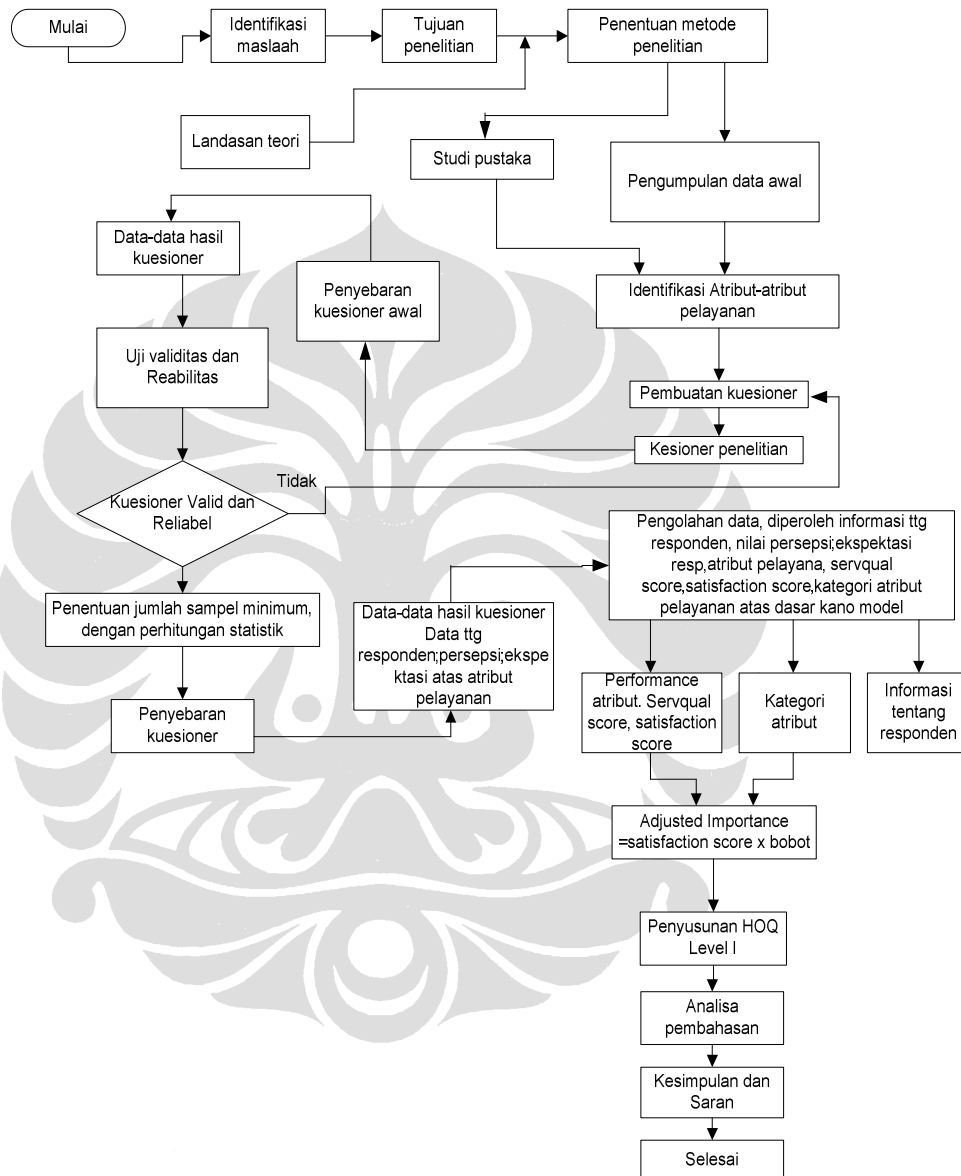 Mulai
Identifikasi
maslaah
Tujuan
penelitian
Penentuan metode
penelitian
Landasan teori
Studi pustaka
Pengumpulan data awal
Data-data hasil
kuesioner
Penyebaran
kuesioner awal
Identifikasi Atribut-atribut
pelayanan
Uji validitas dan
Reabilitas
Pembuatan kuesioner
Kesioner penelitian
Tidak
Kuesioner Valid dan
Reliabel
Pengolahan data, diperoleh informasi ttg
responden, nilai persepsi;ekspektasi
resp,atribut pelayana, servqual
score,satisfaction score,kategori atribut
pelayanan atas dasar kano model
Penentuan jumlah sampel minimum,
dengan perhitungan statistik
Data-data hasil kuesioner
Data ttg
responden;persepsi;ekspe
ktasi atas atribut
pelayanan
Penyebaran
kuesioner
Performance
atribut. Servqual
score, satisfaction
score
Kategori
atribut
Informasi
tentang
responden
Adjusted Importance
=satisfaction score x bobot
Penyusunan HOQ
Level I
Analisa
pembahasan
Kesimpulan dan
Saran
Selesai